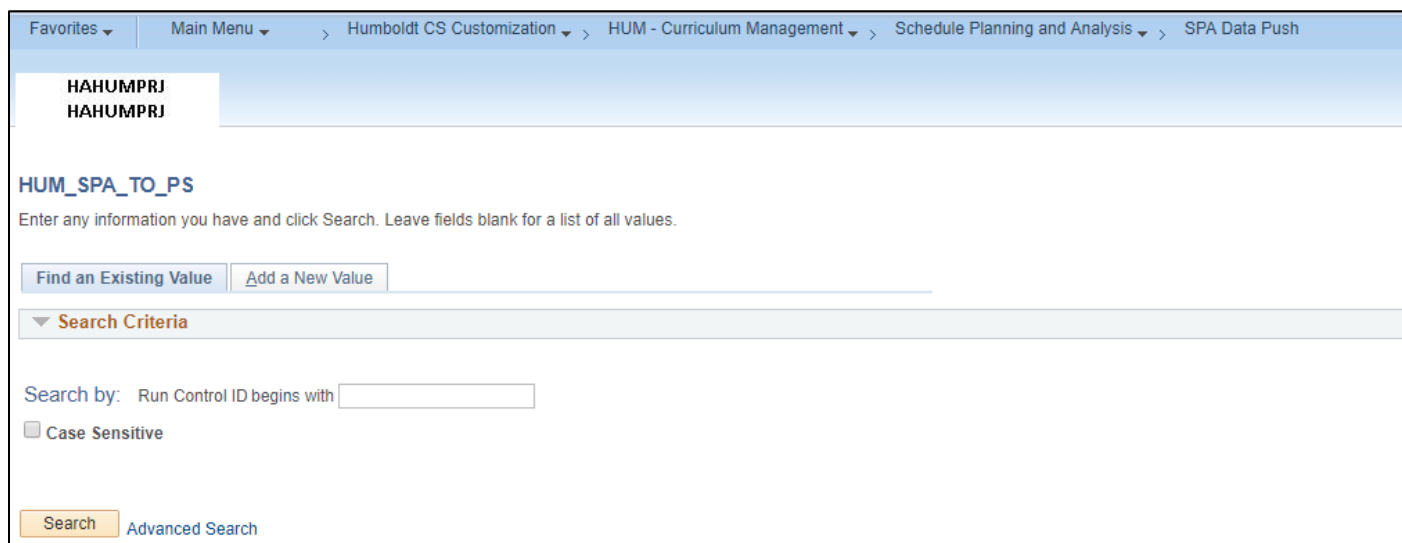 Favorites Main Menu > Humboldt CS Customization > HUM - Curriculum Management > Schedule Planning and Analysis > SPA Data Push
HAHUMPRJ
HAHUMPRJ
HUM_SPA_TO_PS
Enter any information you have and click Search. Leave fields blank for a list of all values.
Find an Existing Value Add a New Value
Search Criteria
Search by: Run Control ID begins with
Case Sensitive
Search Advanced Search